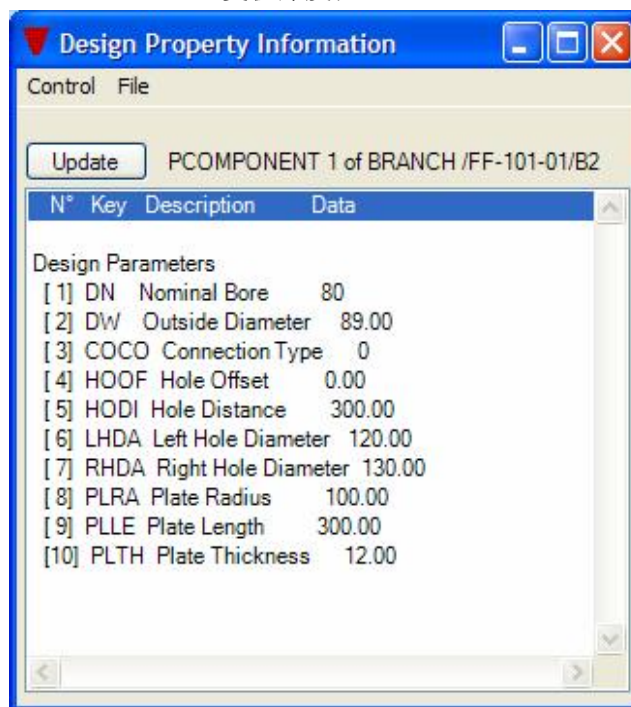 Design Property Information
Control File
Update PCOMPONENT 1 of BRANCH /FF-101-01/B2
N° Key Description Data
Design Parameters
[ 1] DN Nominal Bore 80
[ 2] DW Outside Diameter 89.00
[ 3] COCO Connection Type 0
[ 4] HOOF Hole Offset 0.00
[ 5] HODI Hole Distance 300.00
[ 6] LHDA Left Hole Diameter 120.00
[ 7] RHDA Right Hole Diameter 130.00
[ 8] PLRA Plate Radius 100.00
[ 9] PLLE Plate Length 300.00
[10] PLTH Plate Thickness 12.00